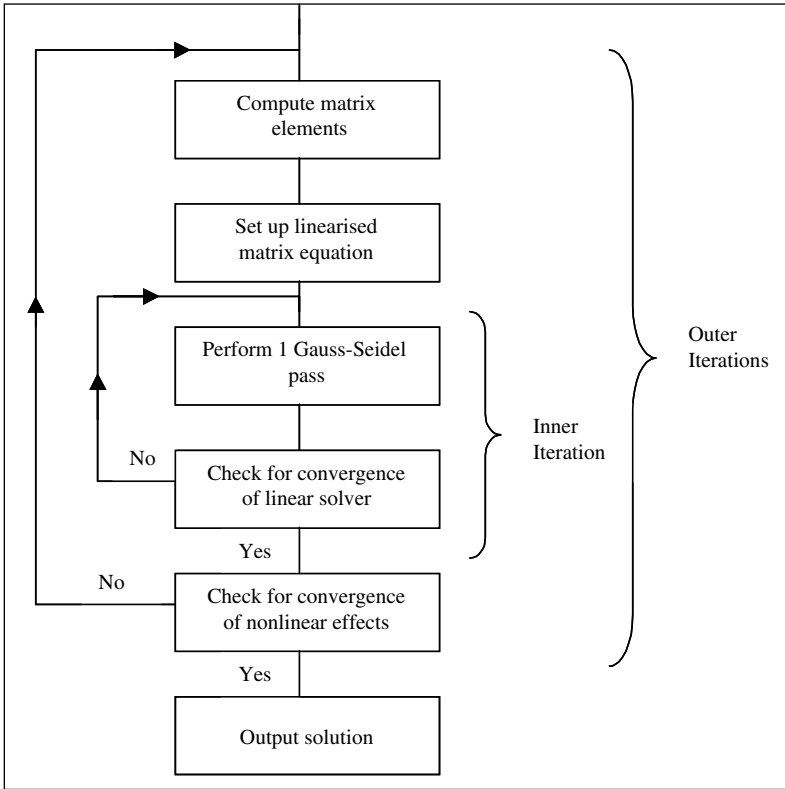 Compute matrix
elements
Set up linearised
matrix equation
Perform 1 Gauss-Seidel
pass
Outer
Iterations
Inner
Iteration
No
Check for convergence
of linear solver
Yes
No
Check for convergence
of nonlinear effects
Yes
Output solution